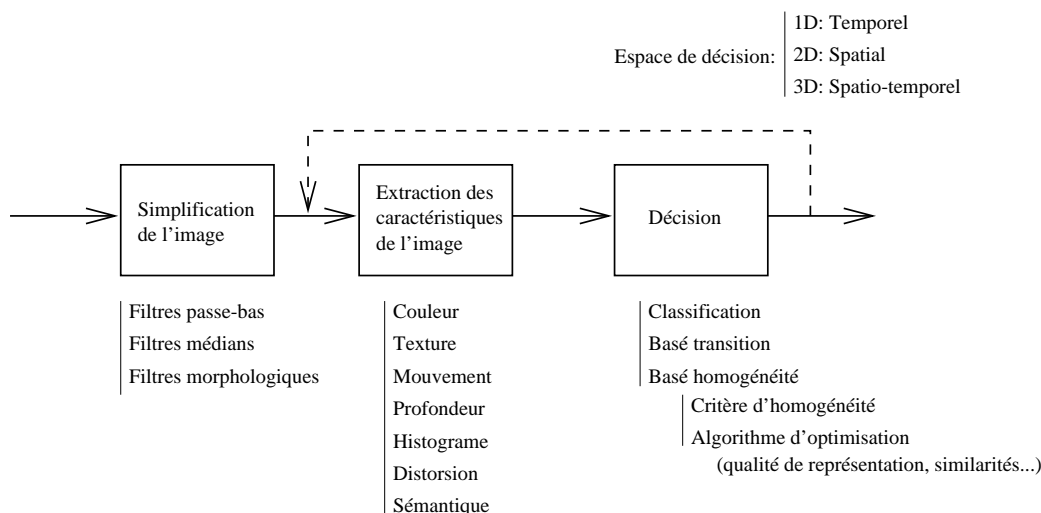 1D: Temporel
Espace de décision:
2D: Spatial
3D: Spatio-temporel
Simplification
de l'image
Extraction des
caractéristiques
de l'image
Décision
Filtres passe-bas
Filtres médians
Filtres morphologiques
Couleur
Texture
Mouvement
Profondeur
Histograme
Distorsion
Sémantique
Classification
Basé transition
Basé homogénéité
Critère d'homogénéité
Algorithme d'optimisation
(qualité de représentation, similarités...)